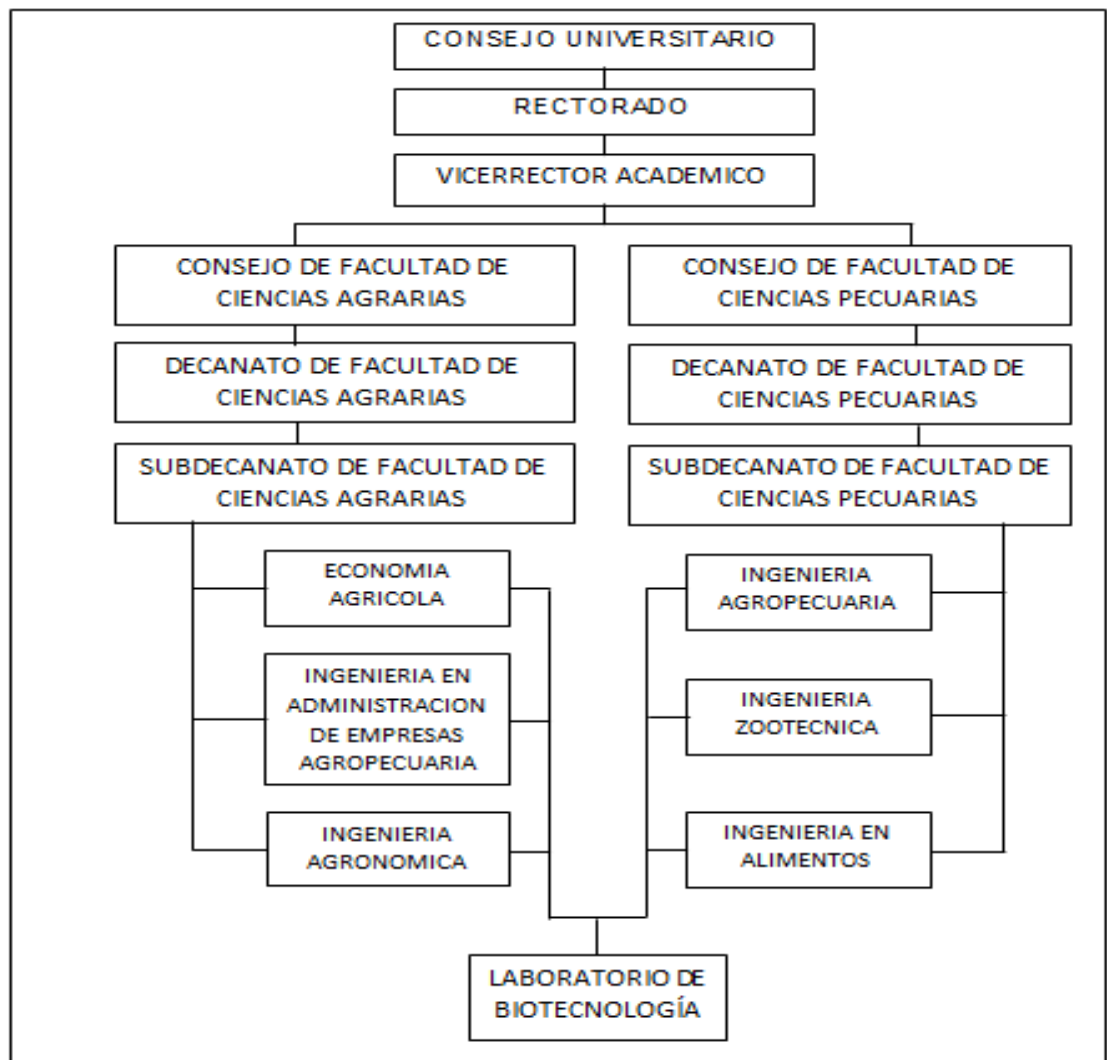 CONSEJO UNIVERSITARIO
RECTORADO
VICERRECTOR ACADEMICO
CONSEJO DE FACULTAD DE
CIENCIAS AGRARIAS
CONSEJO DE FACULTAD DE
CIENCIAS PECUARIAS
DECANATO DE FACULTAD DE
CIENCIAS AGRARIAS
DECANATO DE FACULTAD DE
CIENCIAS PECUARIAS
SUBDECANATO DE FACULTAD DE
CIENCIAS AGRARIAS
SUBDECANATO DE FACULTAD DE
CIENCIAS PECUARIAS
ECONOMIA
AGRICOLA
INGENIERIA
AGROPECUARIA
INGENIERIA EN
ADMINISTRACION
DE EMPRESAS
AGROPECUARIA
INGENIERIA
ZOOTECNICA
INGENIERIA
AGRONOMICA
INGENIERIA EN
ALIMENTOS
LABORATORIO DE
BIOTECNOLOGÍA